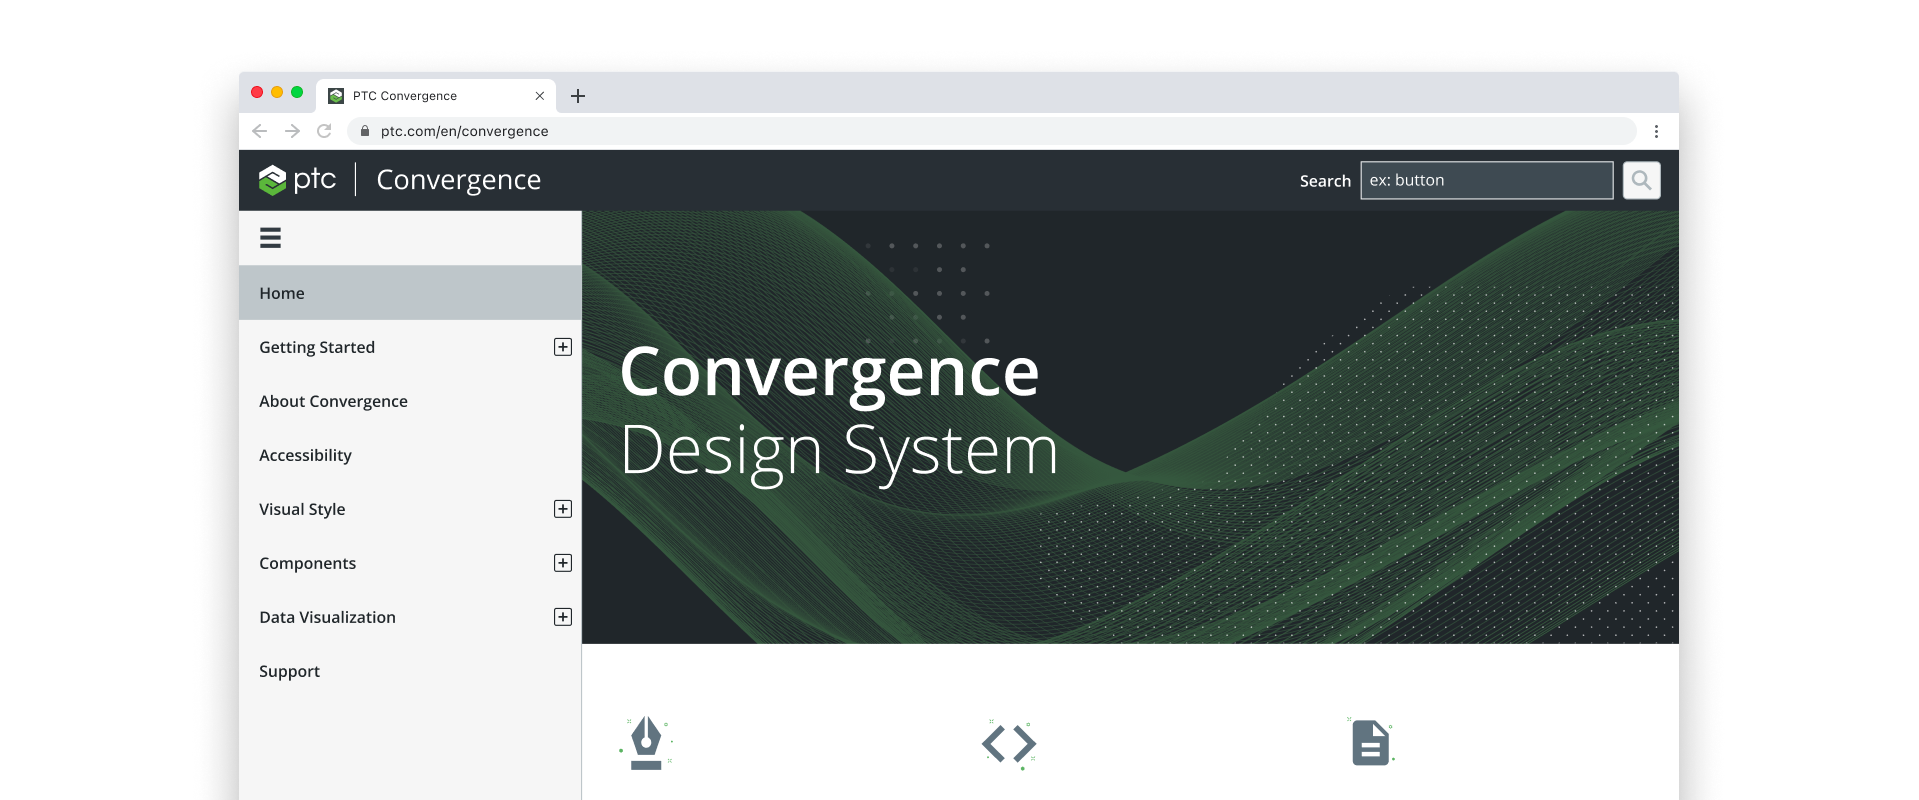 PTC Convergence
ptc.com/en/convergence
ptc Convergence
Search ex: button
Home
Getting Started
About Convergence
Accessibility
Visual Style
Components
Data Visualization
Support
Convergence
Design System